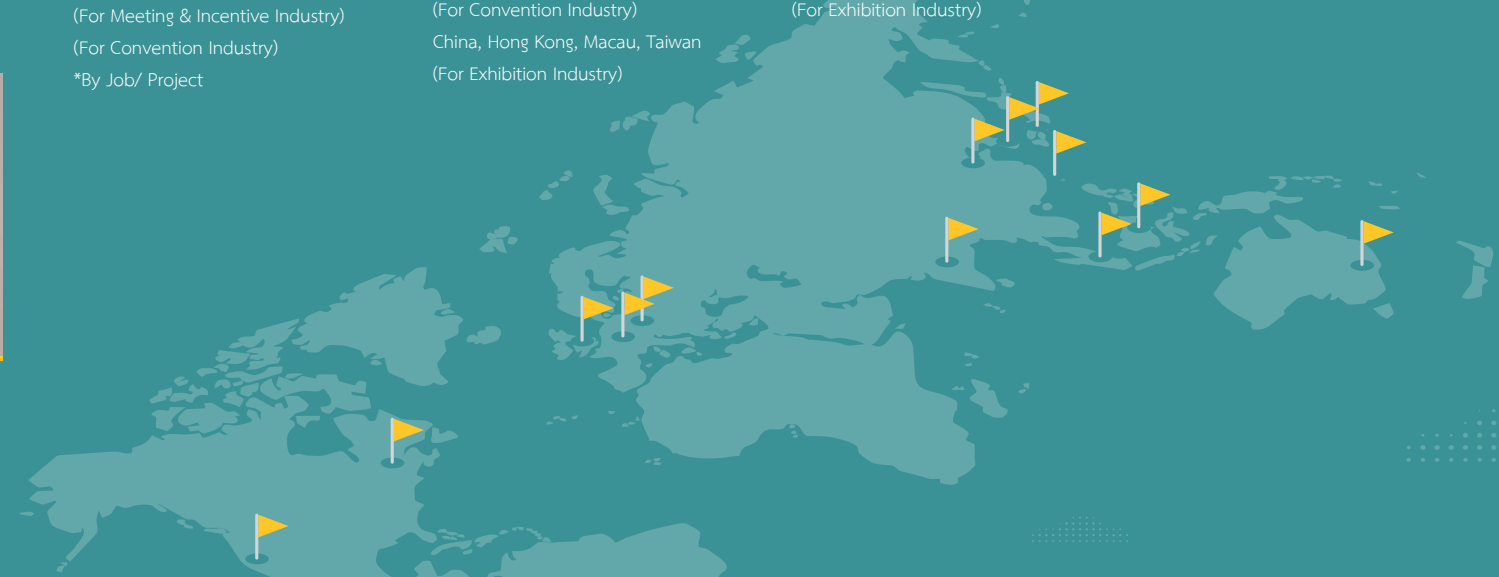 (For Meeting & Incentive Industry)
(For Convention Industry)
*By Job/ Project
(For Convention Industry)
China, Hong Kong, Macau, Taiwan
(For Exhibition Industry)
(For Exhibition Industry)